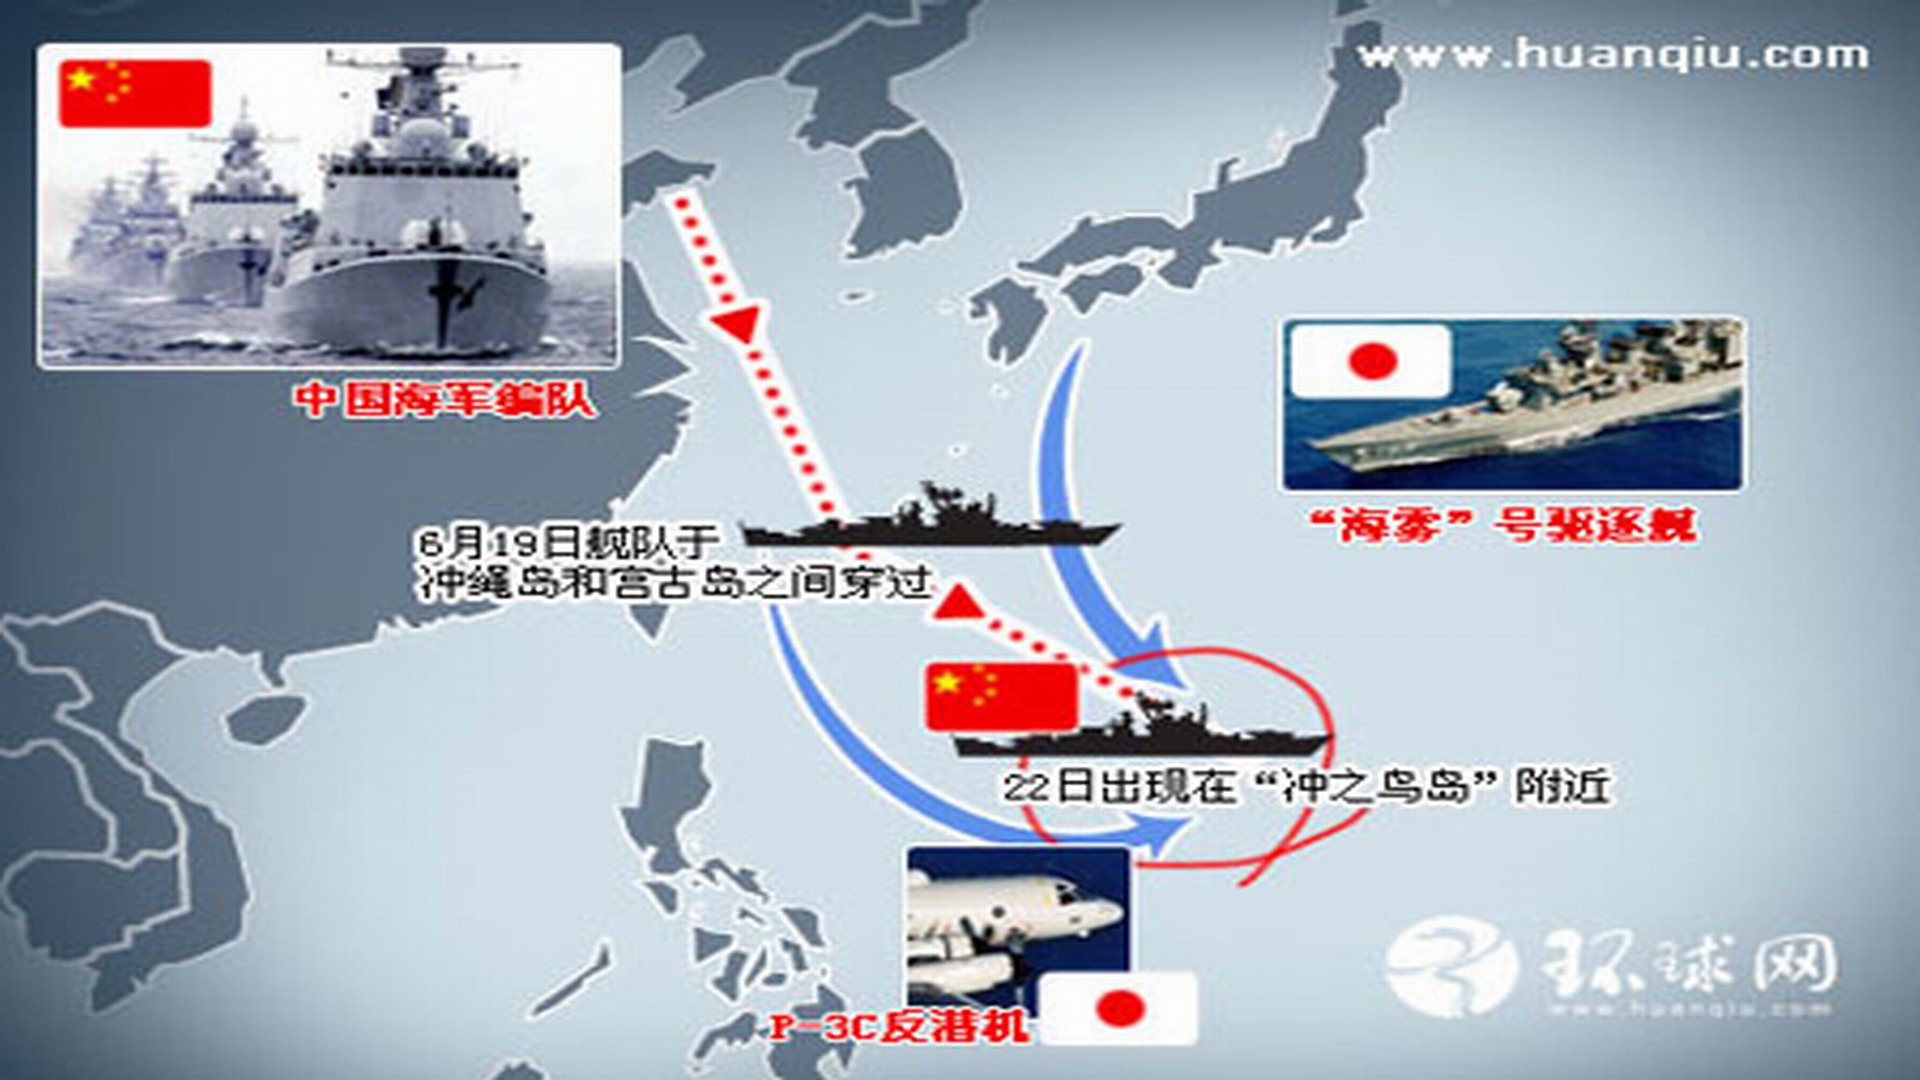 www.huanqiu.com
中国海军编队
“海雾”号驱逐舰
6月19日舰队于
冲绳岛和宫古岛之间穿过
22日出现在“冲之鸟岛”附近
P-3C反潜机
环球网
www.huanqiu.com